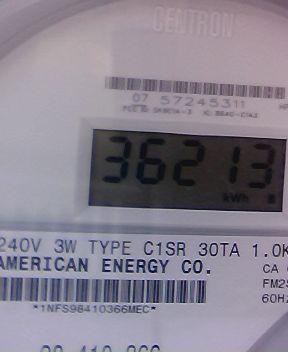 CENTRON
07 57245311
36213
kWh
240V 3W TYPE C1SR 30TA 1.0K
AMERICAN ENERGY CO.
CA
FM2S
60Hz
*1NFS98410366MEC*